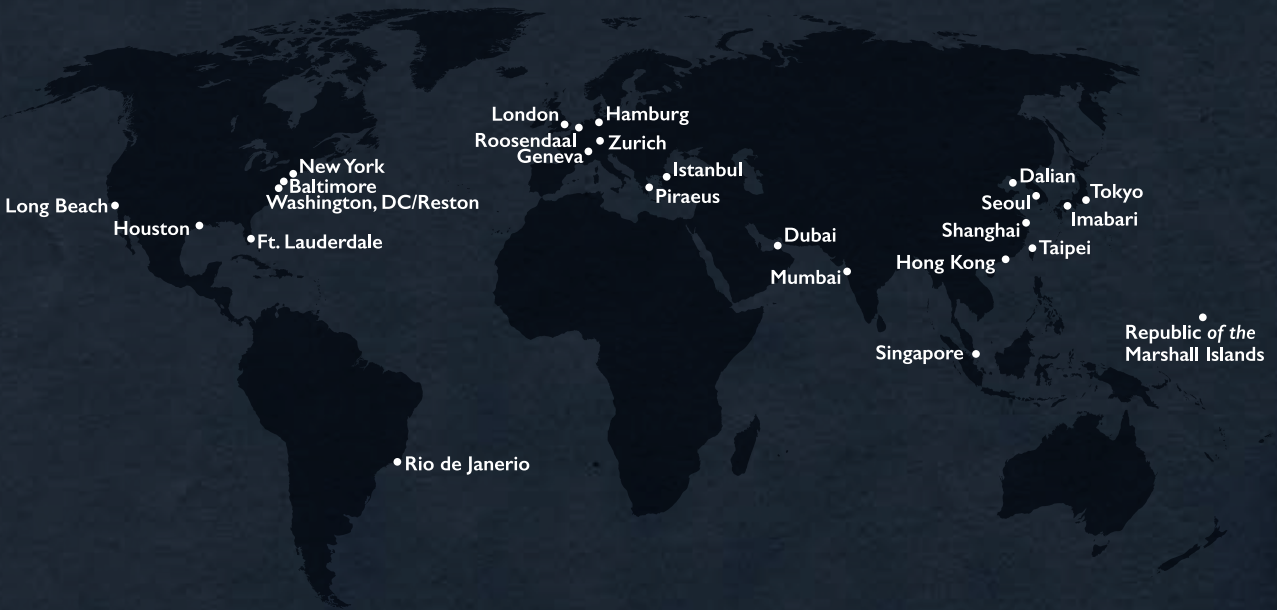 London
Hamburg
Roosendaal
Zurich
Geneva
New York
Baltimore
Washington, DC/Reston
Long Beach
Houston
Ft. Lauderdale
Istanbul
Piraeus
Dubai
Mumbai
Dalian
Seoul
Tokyo
Imabari
Shanghai
Taipei
Hong Kong
Singapore
Republic of the
Marshall Islands
Rio de Janerio